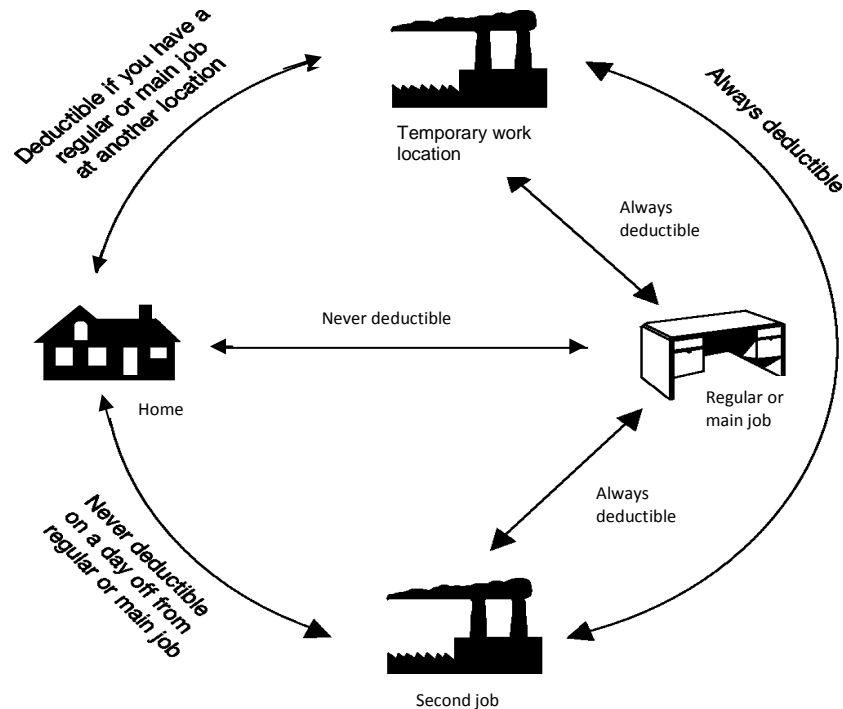 Deductible if you have a
regular or main job
at another location
Temporary work
location
Always deductible
Always
deductible
Never deductible
Home
Regular or
main job
Always
deductible
Never deductible
on a day off from
regular or main job
Second job